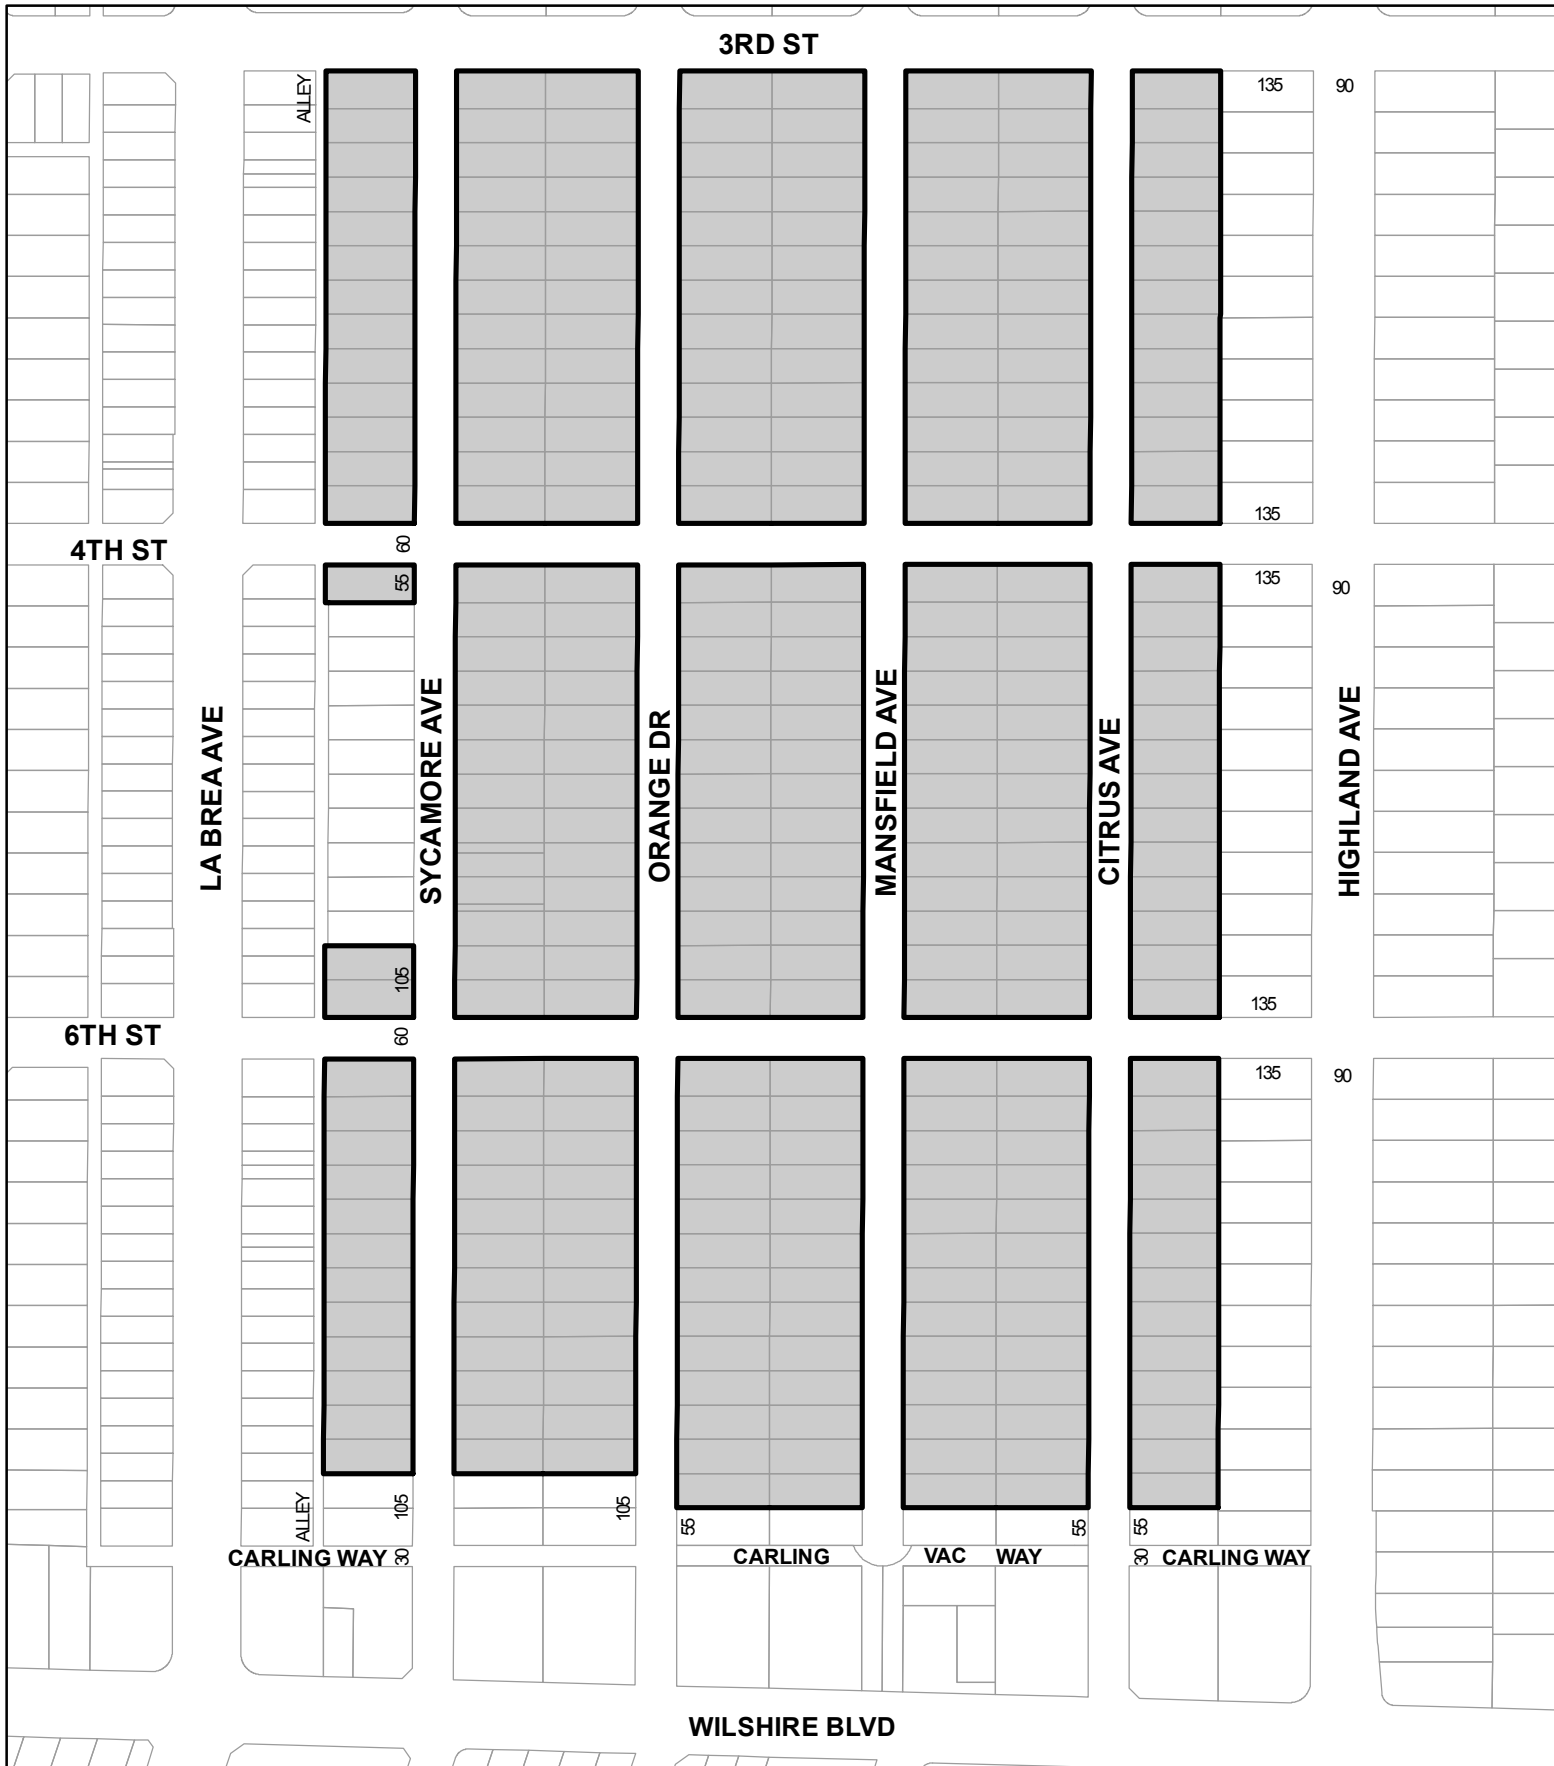 3RD ST
ALLEY
135
90
135
4TH ST
60
55
135
90
LA BREA AVE
SYCAMORE AVE
ORANGE DR
MANSFIELD AVE
CITRUS AVE
HIGHLAND AVE
105
135
6TH ST
60
135
90
ALLEY
105
105
55
55
55
CARLING WAY
30
CARLING
VAC
WAY
30
CARLING WAY
WILSHIRE BLVD